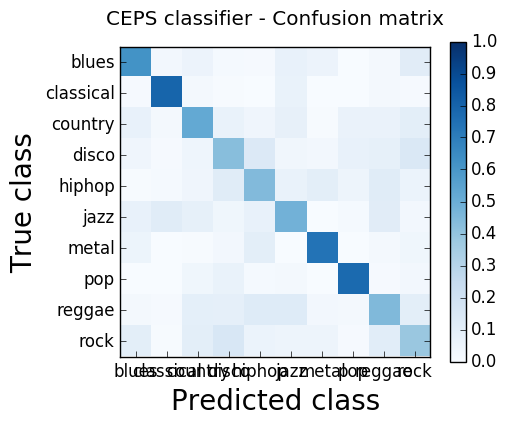 CEPS classifier - Confusion matrix
True class
blues
classical
country
disco
hiphop
jazz
metal
pop
reggae
rock
blues classical country disco hiphop jazz metal pop reggae rock
Predicted class
1.0
0.9
0.8
0.7
0.6
0.5
0.4
0.3
0.2
0.1
0.0